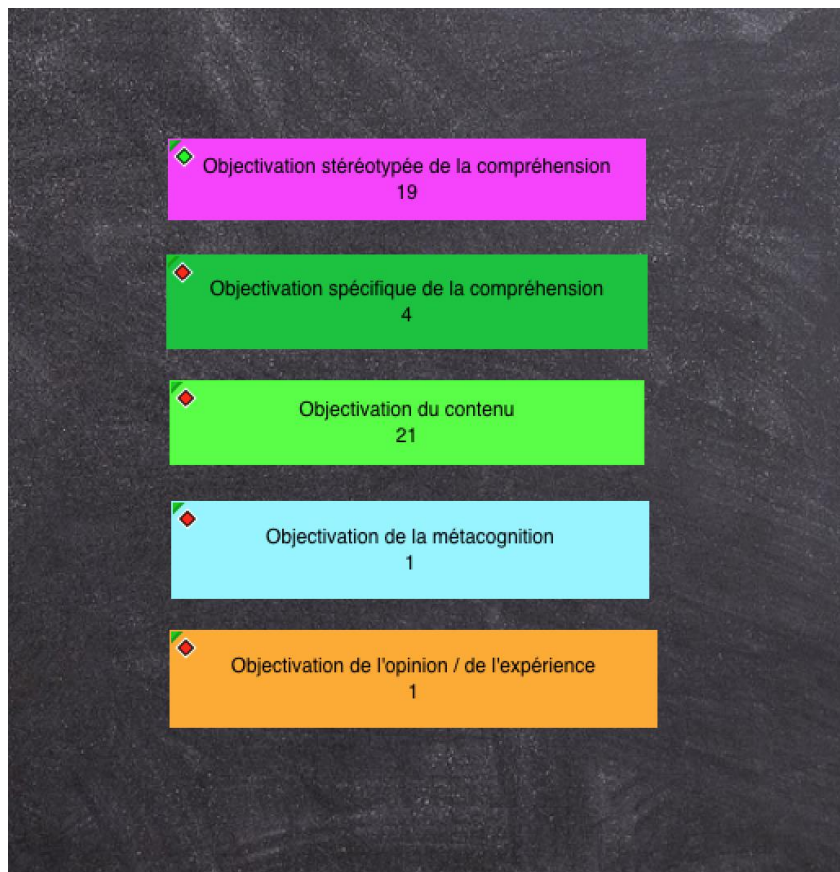 Objectivation stéréotypée de la compréhension
19
Objectivation spécifique de la compréhension
4
Objectivation du contenu
21
Objectivation de la métacognition
1
Objectivation de l'opinion / de l'expérience
1